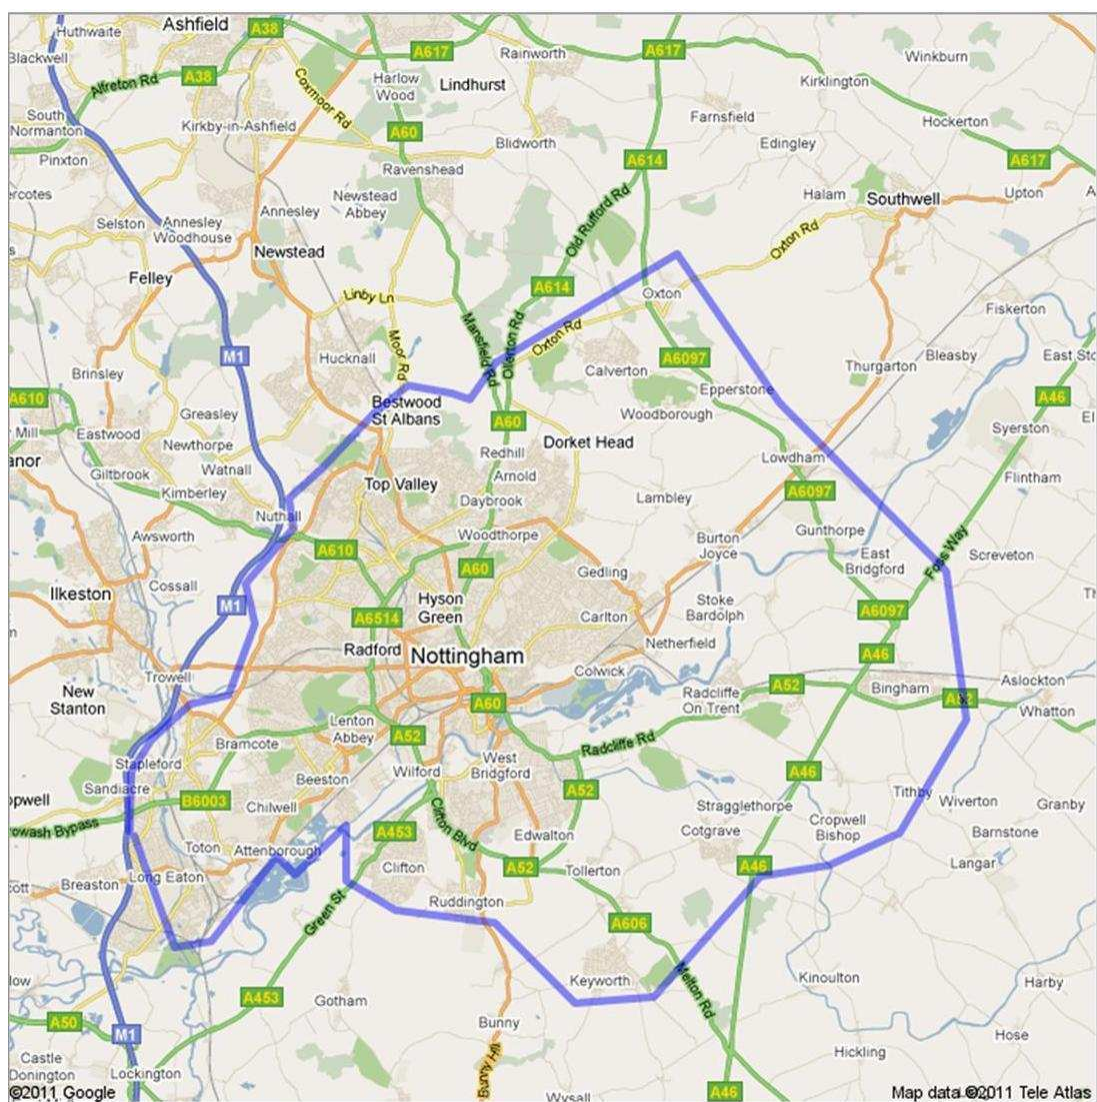 Ashfield
Huthwaite
A38
A617
A617
Rainworth
Winkburn
Blackwell
Alfreton Rd
A38
Harlow
Wood
Lindhurst
Kirklington
Coxmoor Rd
South
Normanton
Kirkby-in-Ashfield
A60
Farnsfield
Hockerton
Blidworth
Edingley
Pinxton
Ravenshead
A614
A617
Newstead
Abbey
Halam
Southwell
Upton
Selston
Annesley
Woodhouse
Annesley
Old Rufford Rd
Oxton Rd
Newstead
Felley
Linby Ln
A614
Oxton
Fiskerton
Mansfield Rd
Ollerton Rd
Oxton Rd
Moor Rd
M1
Hucknall
A6097
Bleasby
Brinsley
Calverton
Thurgarton
A610
Epperstone
A46
Bestwood
St Albans
Greasley
A60
Woodborough
Mill
Eastwood
Newthorpe
Dorket Head
Syerston
Redhill
Lowdham
Giltbrook
Watnall
Top Valley
Arnold
Flintham
Kimberley
Daybrook
Lambley
A6097
Nuthall
Awsworth
Woodthorpe
Gunthorpe
A610
Burton
Joyce
East
Bridgford
Foss Way
Screveton
A60
Gedling
Cossall
Ilkeston
M1
Hyson
Green
Stoke
Bardolph
A6514
Carlton
A6097
Radford
Nottingham
Netherfield
A46
Trowell
Colwick
New
Stanton
Radcliffe
On Trent
A52
Bingham
A52
Aslockton
A60
Whatton
Lenton
Abbey
A52
Bramcote
Radcliffe Rd
Stapleford
Beeston
Wilford
West
Bridgford
A46
Sandiacre
B6003
A52
Tithby
Wiverton
Granby
Chilwell
Stragglethorpe
Clifton Blvd
A453
Cotgrave
Cropwell
Bishop
Barnstone
Edwalton
Toton
Attenborough
Clifton
A52
Tollerton
A46
Langar
Breaston
Long Eaton
Ruddington
Green St
A606
Melton Rd
Keyworth
Kinoulton
Harby
A453
Gotham
A50
M1
Bunny
Hose
Castle
Donington
Lockington
Bunny Hill
Hickling
A46
Wysall
©2011 Google
Map data ©2011 Tele Atlas